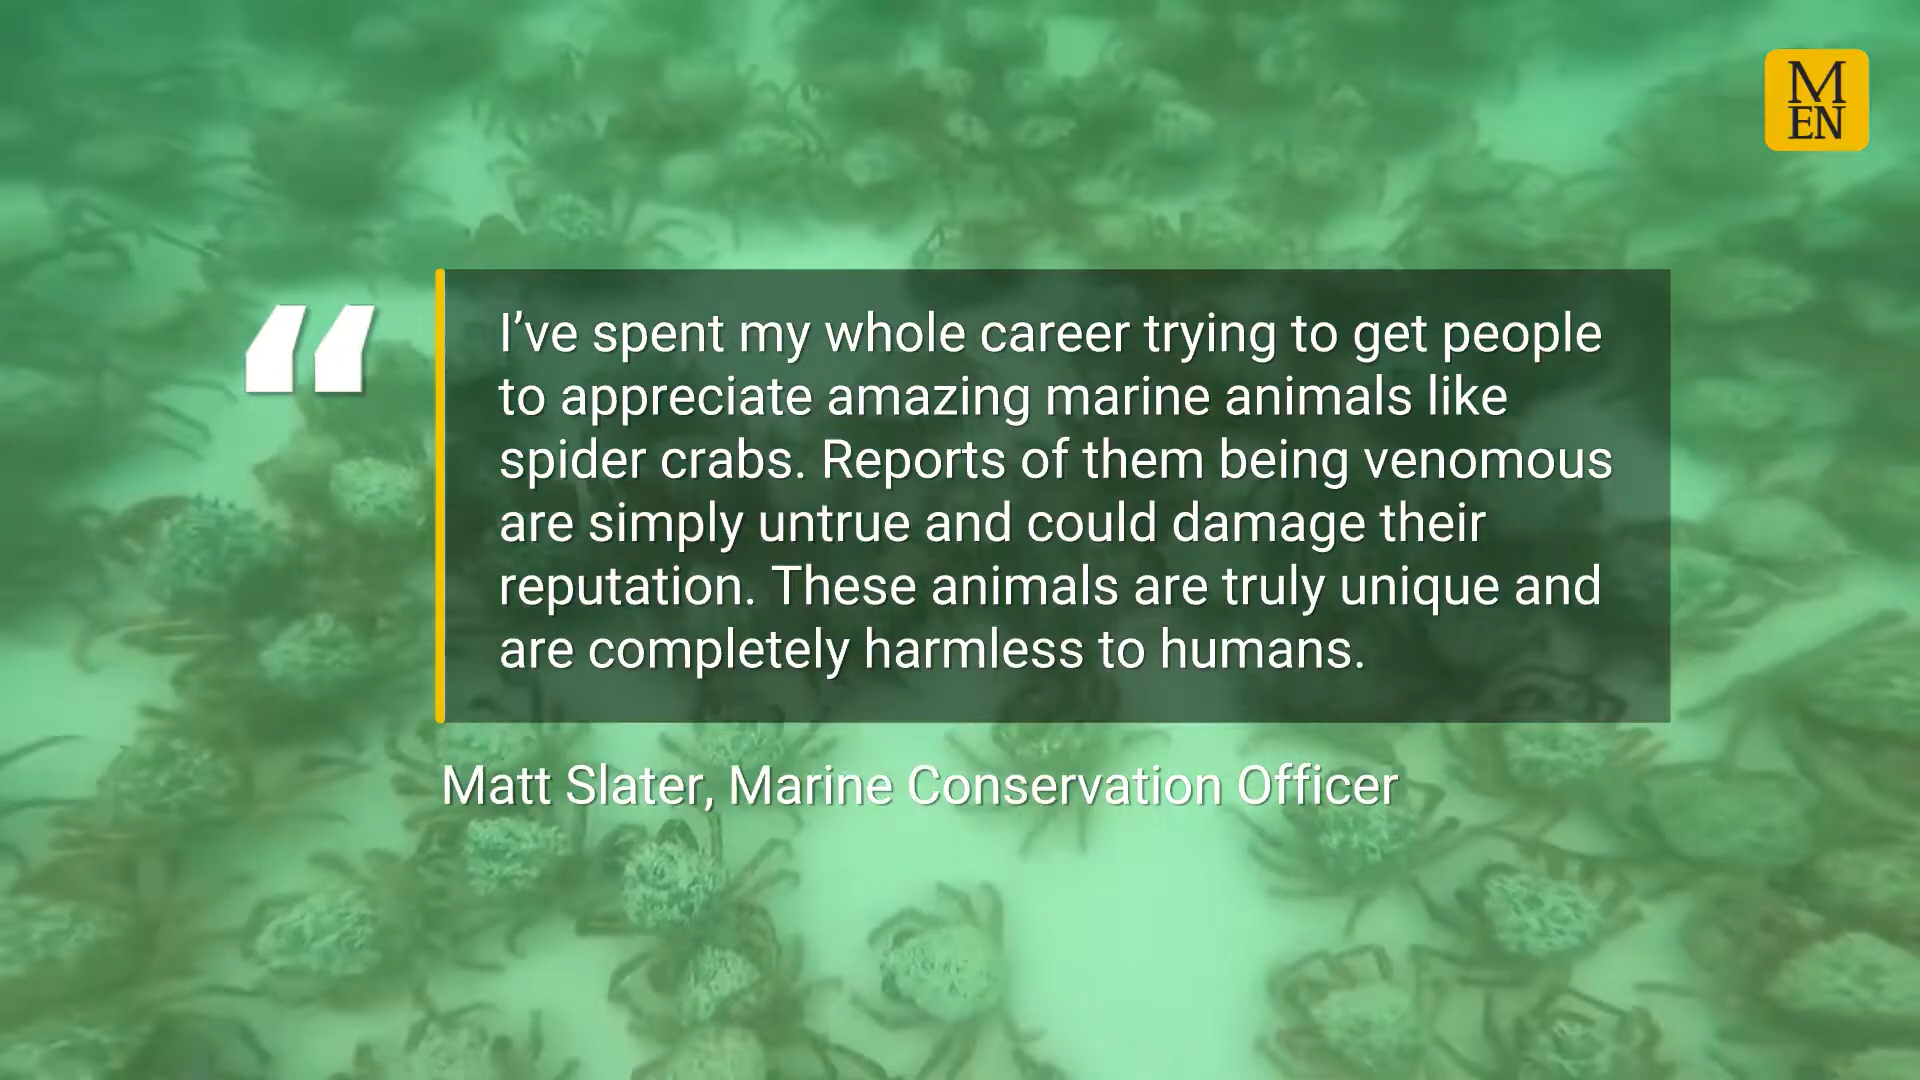 M
EN
“
I’ve spent my whole career trying to get people
to appreciate amazing marine animals like
spider crabs. Reports of them being venomous
are simply untrue and could damage their
reputation. These animals are truly unique and
are completely harmless to humans.
Matt Slater, Marine Conservation Officer